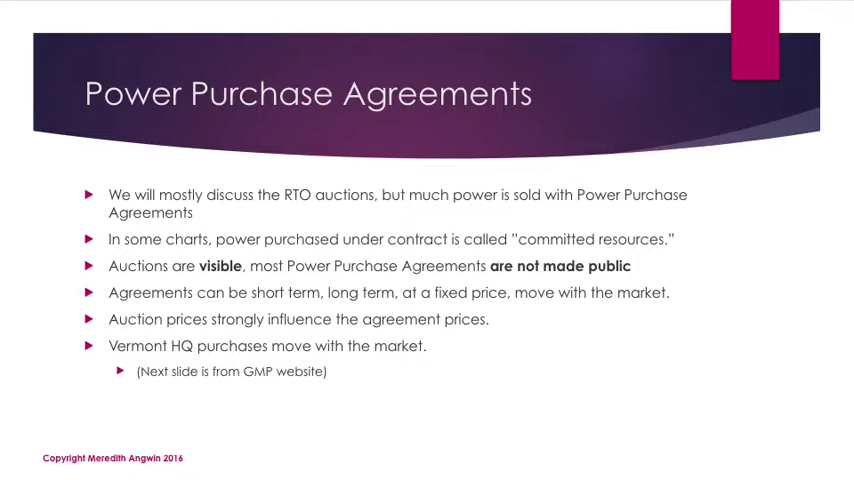 Power Purchase Agreements
We will mostly discuss the RTO auctions, but much power is sold with Power Purchase
Agreements
In some charts, power purchased under contract is called "committed resources."
Auctions are visible, most Power Purchase Agreements are not made public
Agreements can be short term, long term, at a fixed price, move with the market.
Auction prices strongly influence the agreement prices.
Vermont HQ purchases move with the market.
(Next slide is from GMP website)
Copyright Meredith Angwin 2016